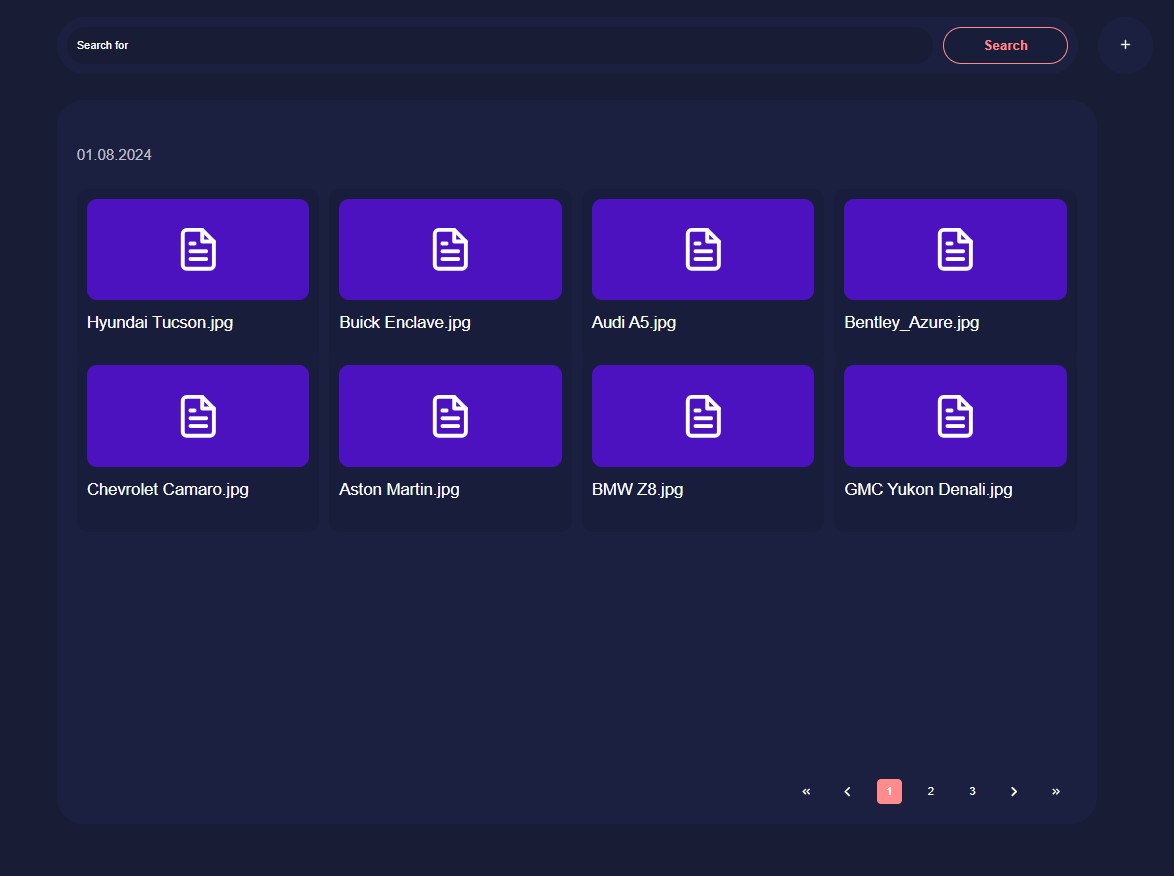 Search for
Search
+
01.08.2024
Hyundai Tucson.jpg
Buick Enclave.jpg
Audi A5.jpg
Bentley_Azure.jpg
Chevrolet Camaro.jpg
Aston Martin.jpg
BMW Z8.jpg
GMC Yukon Denali.jpg
« ‹ 1 2 3 › »